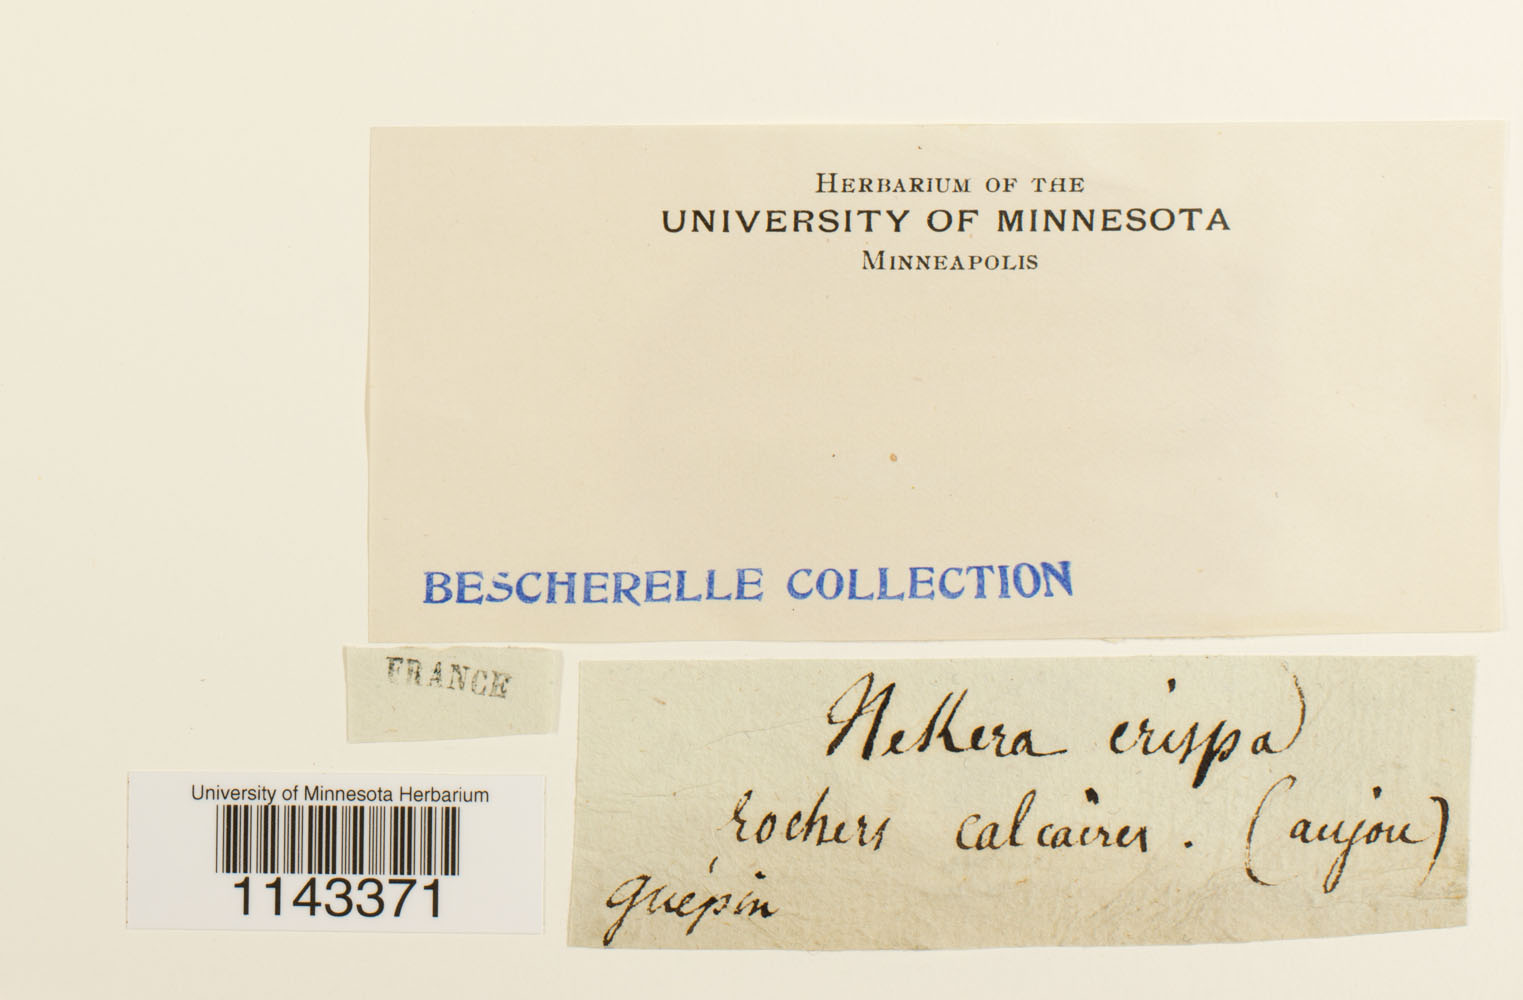 HERBARIUM OF THE
UNIVERSITY OF MINNESOTA
MINNEAPOLIS
BESCHERELLE COLLECTION
FRANCE
Nekkera crispa
rochers calcaires. (anjou)
guépin
University of Minnesota Herbarium
1143371